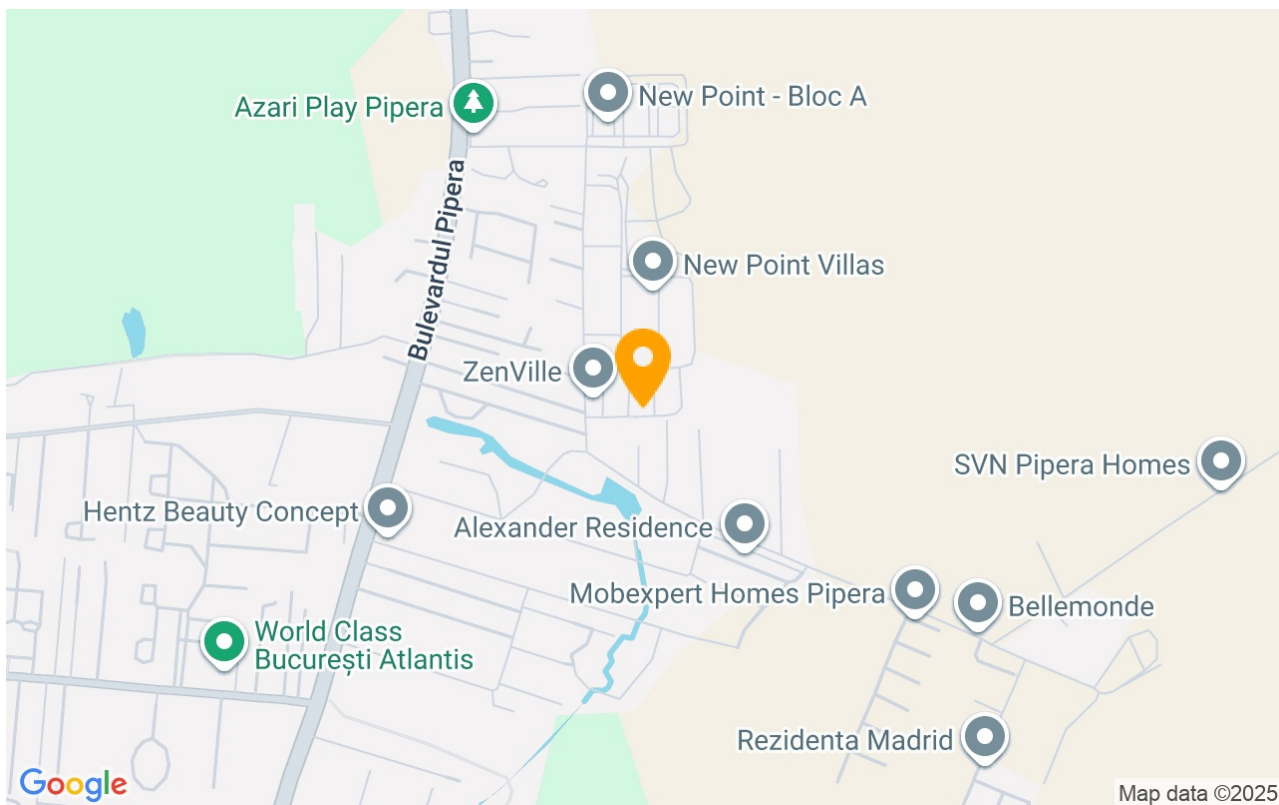 Azari Play Pipera
New Point - Bloc A
Bulevardul Pipera
New Point Villas
ZenVille
SVN Pipera Homes
Hentz Beauty Concept
Alexander Residence
Mobexpert Homes Pipera
Bellemonde
World Class
București Atlantis
Rezidenta Madrid
Google
Map data ©2025